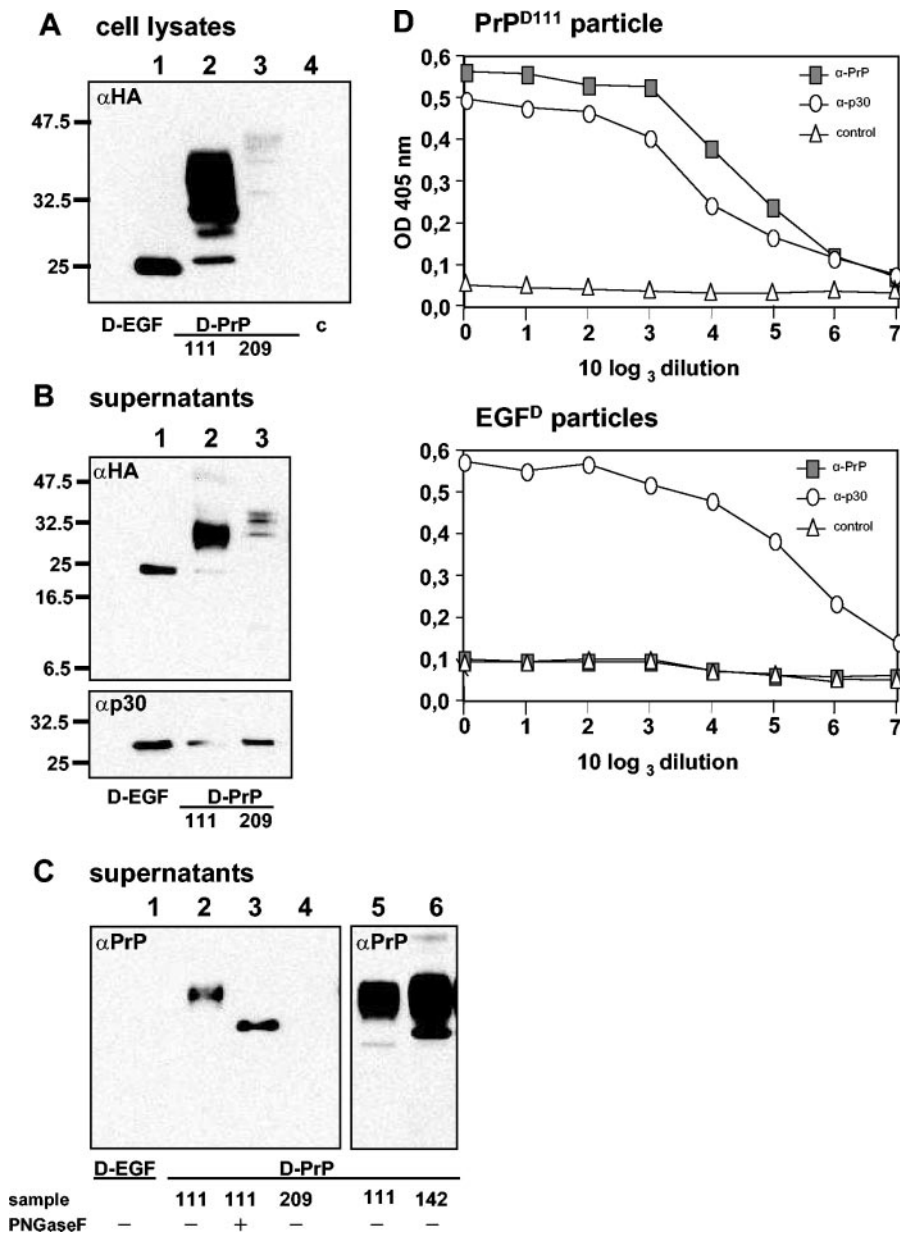 A cell lysates
1 2 3 4
αHA
47.5
32.5
25
D-EGF D-PrP c
111 209
B supernatants
1 2 3
αHA
47.5
32.5
25
16.5
6.5
αp30
32.5
25
D-EGF D-PrP
111 209
C supernatants
1 2 3 4 5 6
αPrP αPrP
D-EGF D-PrP
sample 111 111 209 111 142
PNGaseF − − + − − −
D PrP^D111 particle
0,6
0,5
0,4
0,3
0,2
0,1
0,0
OD 405 nm
α-PrP
α-p30
control
0 1 2 3 4 5 6 7
10 log 3 dilution
EGF^D particles
0,6
0,5
0,4
0,3
0,2
0,1
0,0
α-PrP
α-p30
control
0 1 2 3 4 5 6 7
10 log 3 dilution